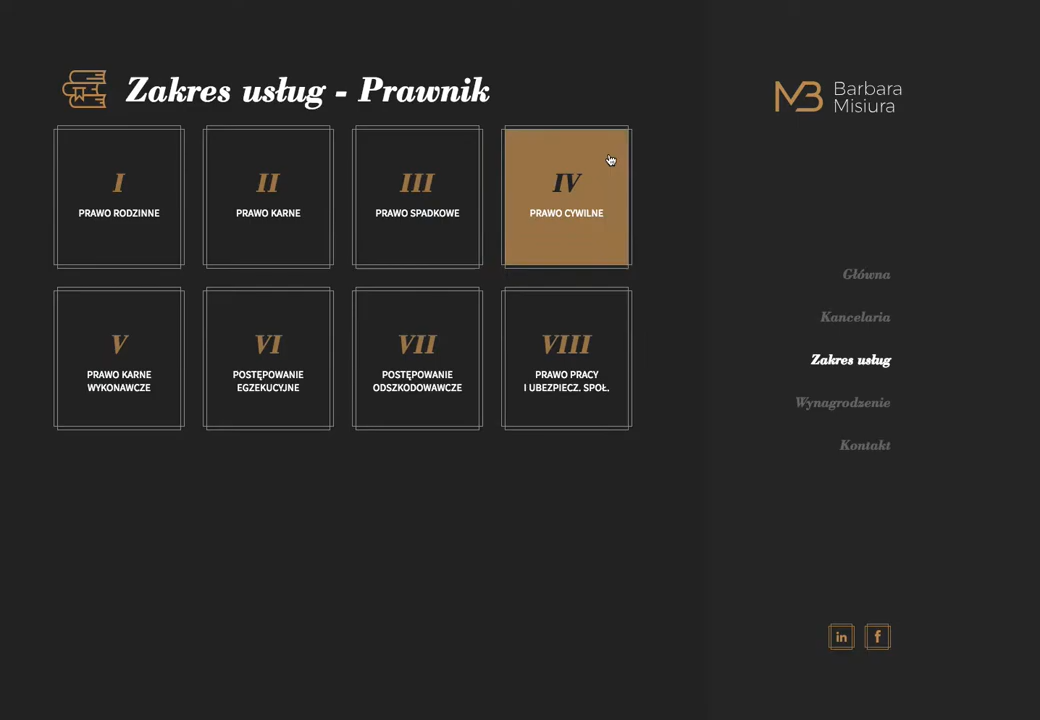 Zakres usług - Prawnik
I
PRAWO RODZINNE
II
PRAWO KARNE
III
PRAWO SPADKOWE
IV
PRAWO CYWILNE
V
PRAWO KARNE
WYKONAWCZE
VI
POSTĘPOWANIE
EGZEKUCYJNE
VII
POSTĘPOWANIE
ODSZKODOWAWCZE
VIII
PRAWO PRACY
I UBEZPIECZ. SPOŁ.
MB
Barbara
Misiura
Główna
Kancelaria
Zakres usług
Wynagrodzenie
Kontakt
in
f